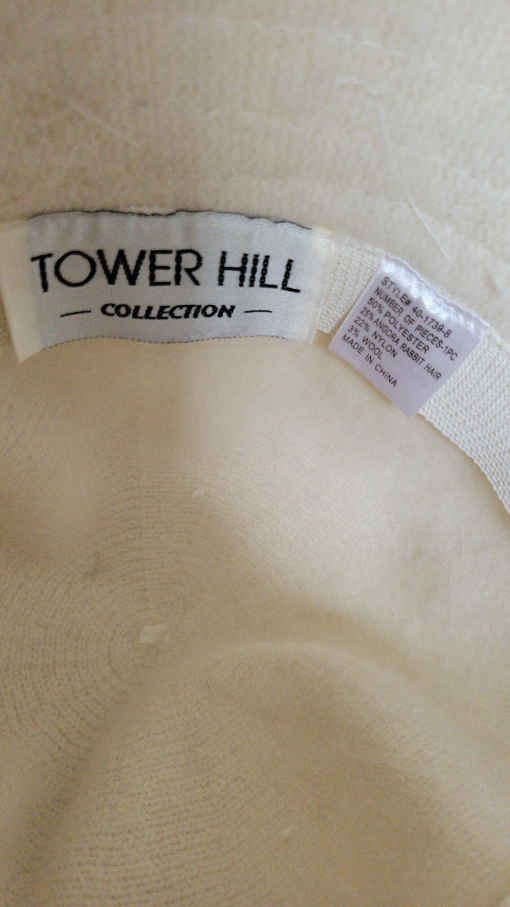 TOWER HILL
— COLLECTION —
STYLE# 40-1739-8
NUMBER OF PIECES-1PC
50% POLYESTER
25% ANGORA RABBIT HAIR
22% NYLON
3% WOOL
MADE IN CHINA